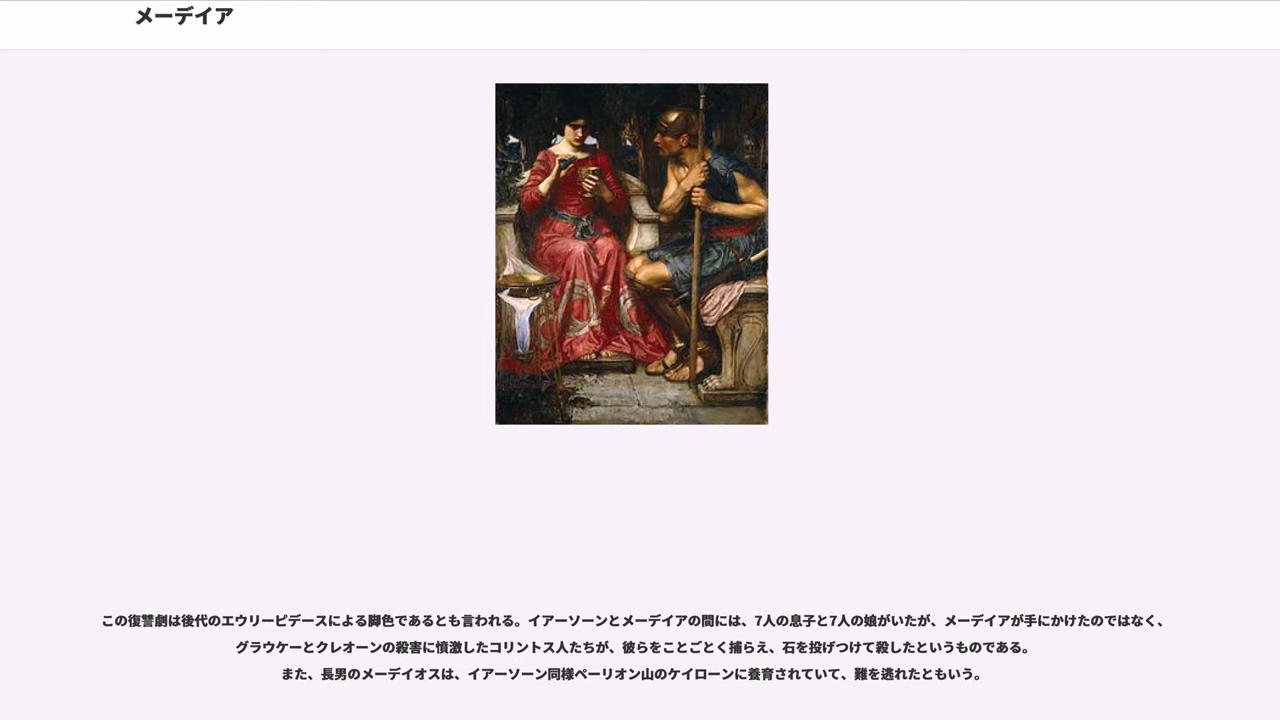 メーデイア
この復讐劇は後代のエウリーピデースによる脚色であるとも言われる。イアーソーンとメーデイアの間には、7人の息子と7人の娘がいたが、メーデイアが手にかけたのではなく、
グラウケーとクレオーンの殺害に憤激したコリントス人たちが、彼らをことごとく捕らえ、石を投げつけて殺したというものである。
また、長男のメーデイオスは、イアーソーン同様ペーリオン山のケイローンに養育されていて、難を逃れたともいう。